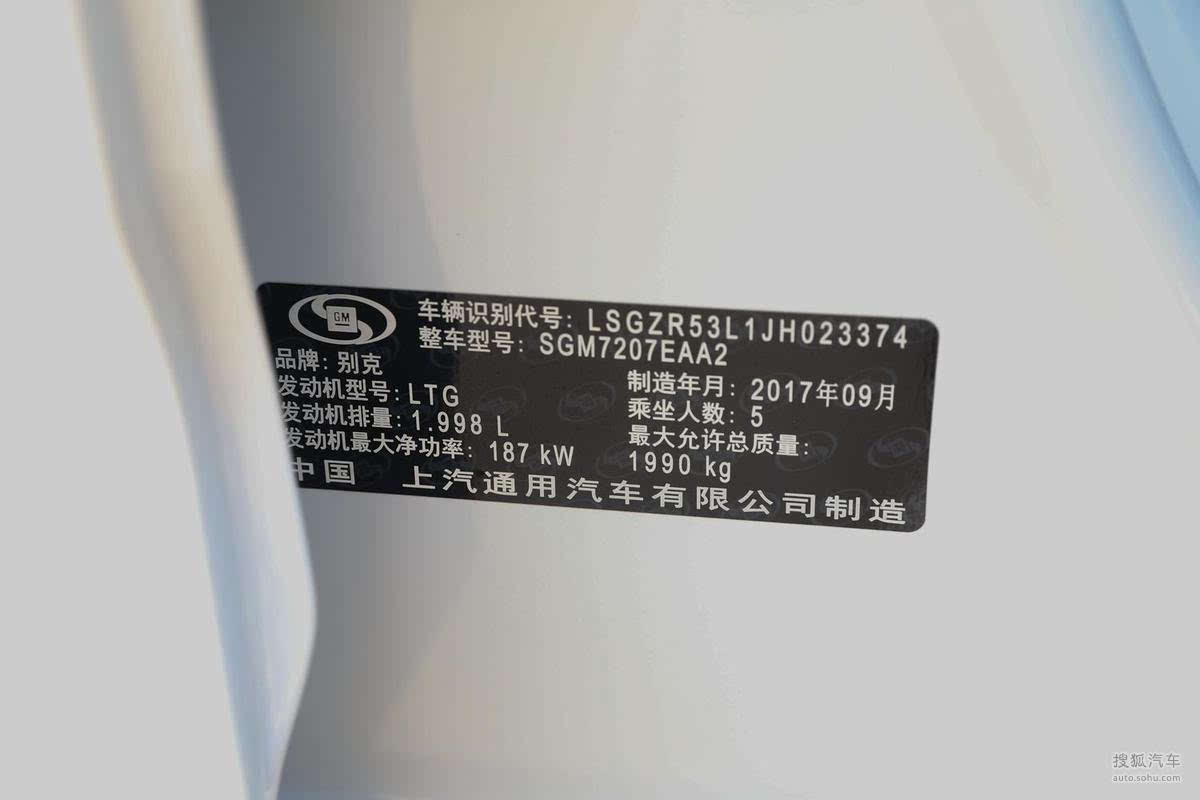 GM
车辆识别代号: LSGZR53L1JH023374
整车型号: SGM7207EAA2
品牌: 别克
发动机型号: LTG
制造年月: 2017年09月
发动机排量: 1.998 L
乘坐人数: 5
发动机最大净功率: 187 kW
最大允许总质量:
1990 kg
中国 上汽通用汽车有限公司制造
搜狐汽车
auto.sohu.com